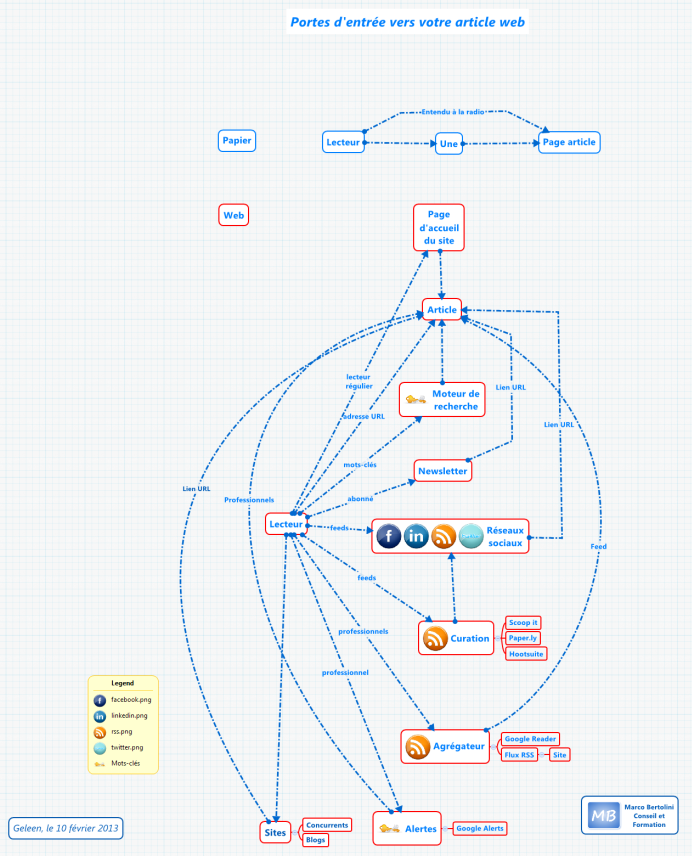 Portes d'entrée vers votre article web
Entendu à la radio
Papier
Lecteur
Une
Page article
Web
Page
d'accueil
du site
Article
lecteur
régulier
Moteur de
recherche
Lien URL
adresse URL
Lien URL
mots-clés
Newsletter
Lien URL
Professionnels
abonné
Lecteur
feeds
Réseaux
sociaux
Feed
feeds
Scoop it
professionnels
Curation
Paper.ly
Hootsuite
professionnel
Legend
facebook.png
linkedin.png
rss.png
twitter.png
Mots-clés
Agrégateur
Google Reader
Flux RSS
Site
Geleen, le 10 février 2013
Sites
Concurrents
Blogs
Alertes
Google Alerts
MB
Marco Bertolini
Conseil et
Formation